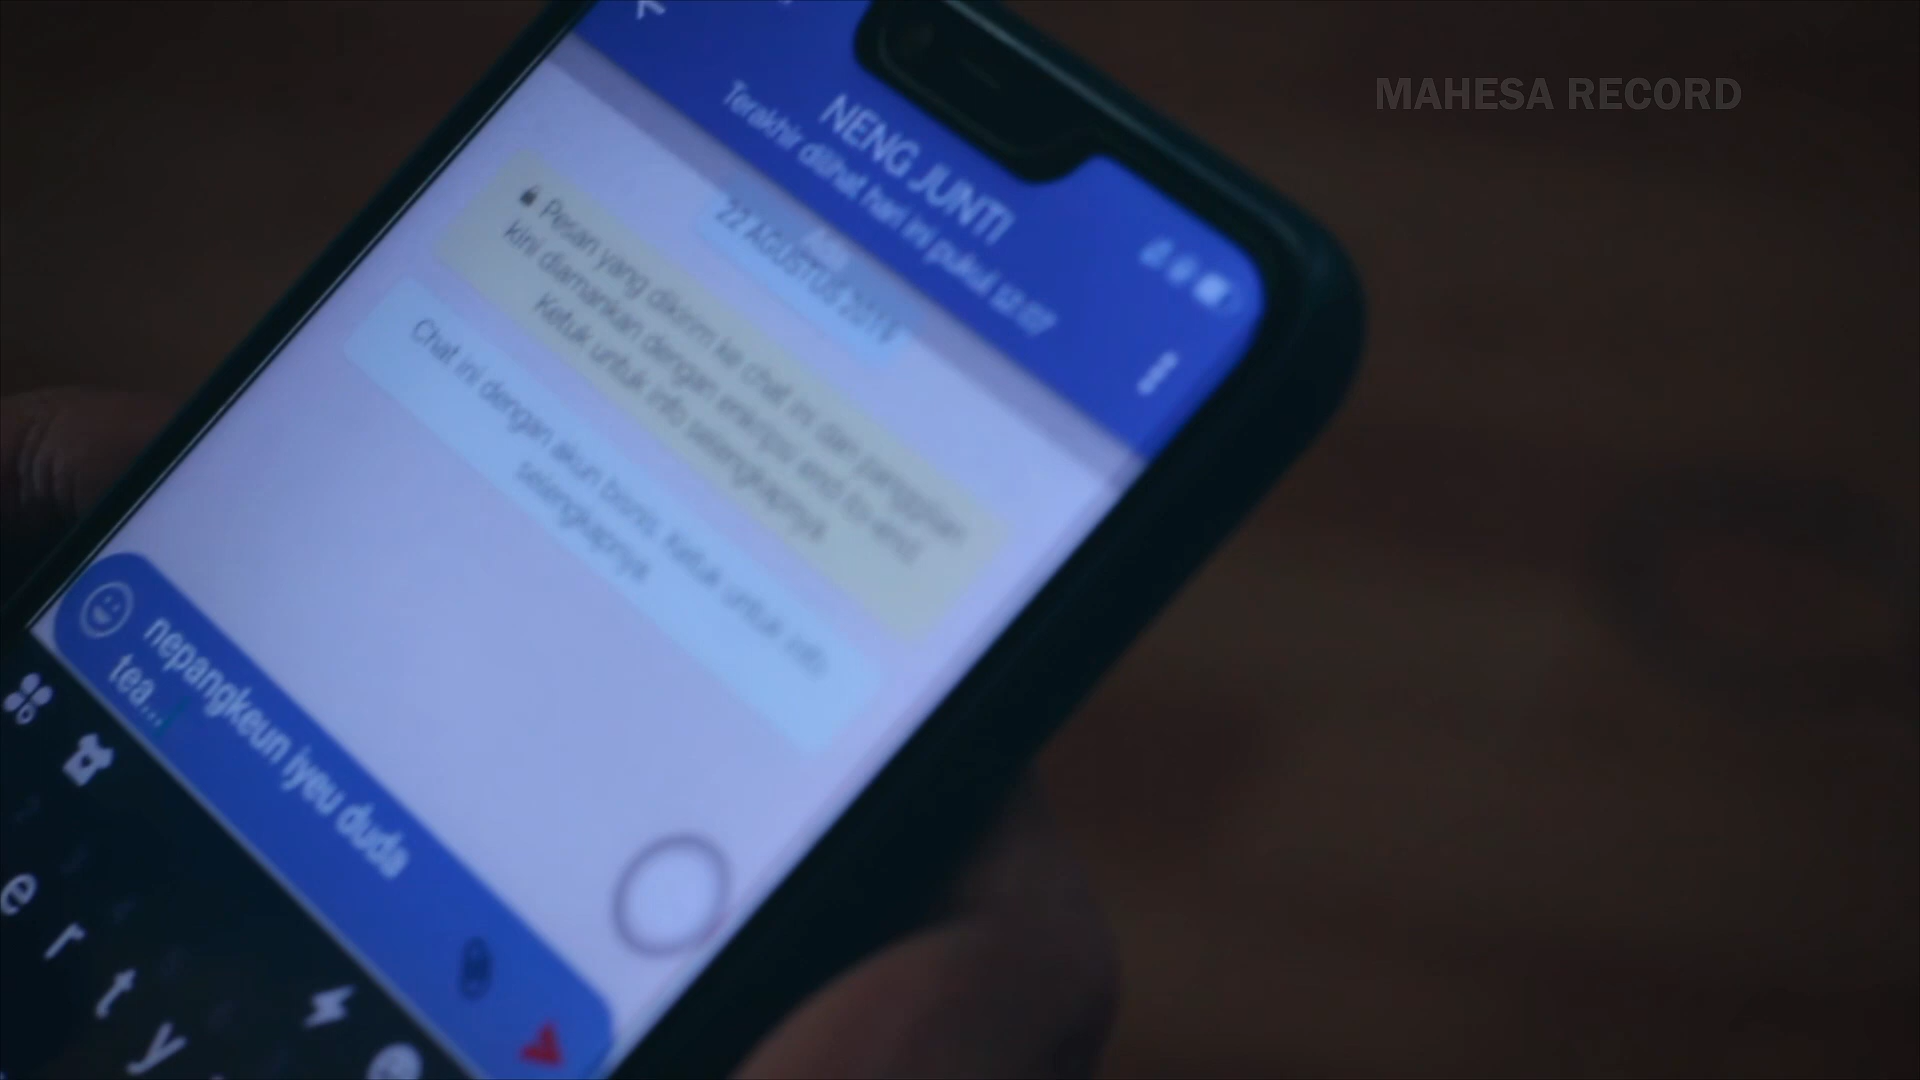 MAHESA RECORD
NENG JUNTI
Terakhir dilihat hari ini pukul 12.07
22 AGUSTUS 2019
Pesan yang dikirim ke chat ini dan panggilan
kini diamankan dengan enkripsi end-to-end.
Ketuk untuk info selengkapnya
Chat ini dengan akun bisnis. Ketuk untuk info
selengkapnya
nepangkeun iyeu duda
tea...
e r t y